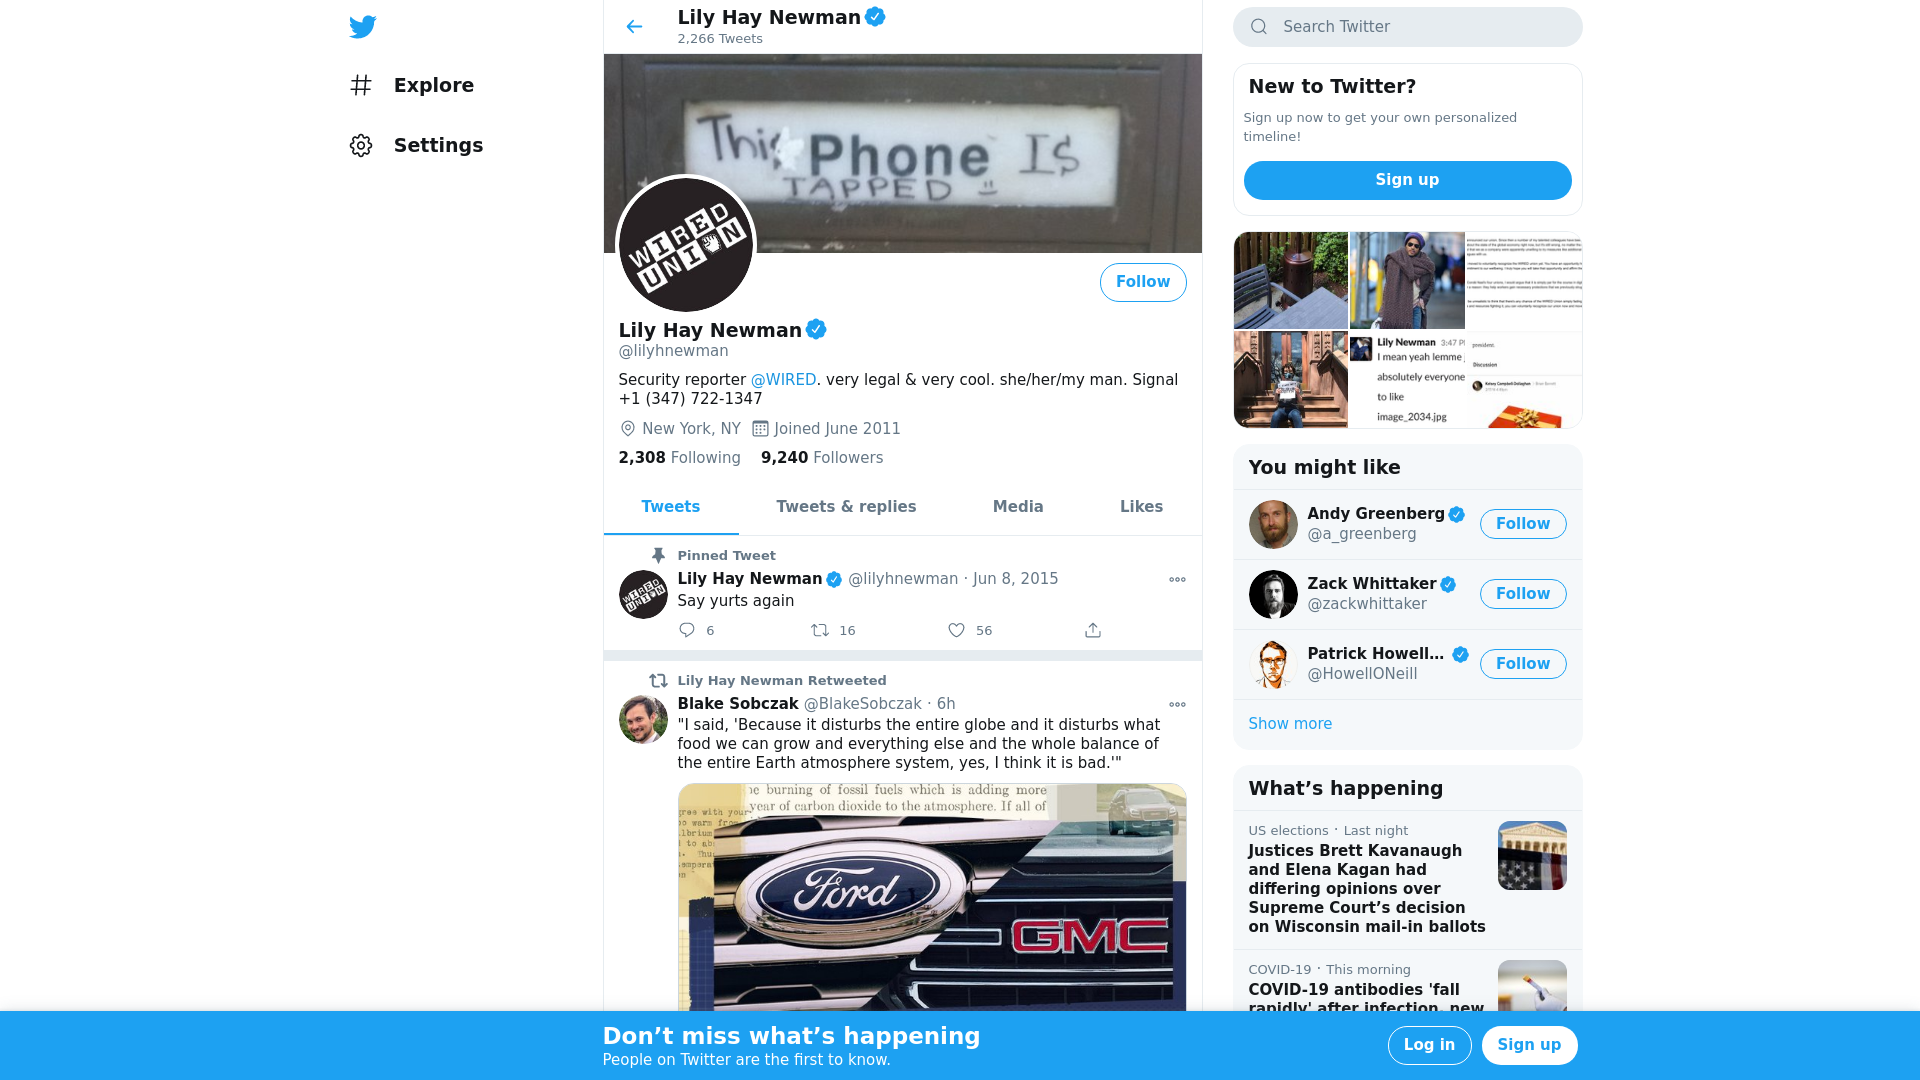 Explore
Settings
Lily Hay Newman
2,266 Tweets
This Phone Is
TAPPED
WIRED
UNION
Follow
Lily Hay Newman
@lilyhnewman
Security reporter @WIRED. very legal & very cool. she/her/my man. Signal
+1 (347) 722-1347
New York, NY Joined June 2011
2,308 Following 9,240 Followers
Tweets Tweets & replies Media Likes
Pinned Tweet
Lily Hay Newman @lilyhnewman · Jun 8, 2015
WIRED
UNION
Say yurts again
6 16 56
Lily Hay Newman Retweeted
Blake Sobczak @BlakeSobczak · 6h
"I said, 'Because it disturbs the entire globe and it disturbs what
food we can grow and everything else and the whole balance of
the entire Earth atmosphere system, yes, I think it is bad.'"
burning of fossil fuels which is adding more
year of carbon dioxide to the atmosphere. If all of
Ford
GMC
Search Twitter
New to Twitter?
Sign up now to get your own personalized
timeline!
Sign up
Lily Newman 3:47 P
I mean yeah lemme
absolutely everyone
to like
image_2034.jpg
president.
Discussion
You might like
Andy Greenberg
@a_greenberg
Follow
Zack Whittaker
@zackwhittaker
Follow
Patrick Howell...
@HowellONeill
Follow
Show more
What’s happening
US elections · Last night
Justices Brett Kavanaugh
and Elena Kagan had
differing opinions over
Supreme Court’s decision
on Wisconsin mail-in ballots
COVID-19 · This morning
COVID-19 antibodies 'fall
rapidly' after infection, new
Don’t miss what’s happening
People on Twitter are the first to know.
Log in
Sign up